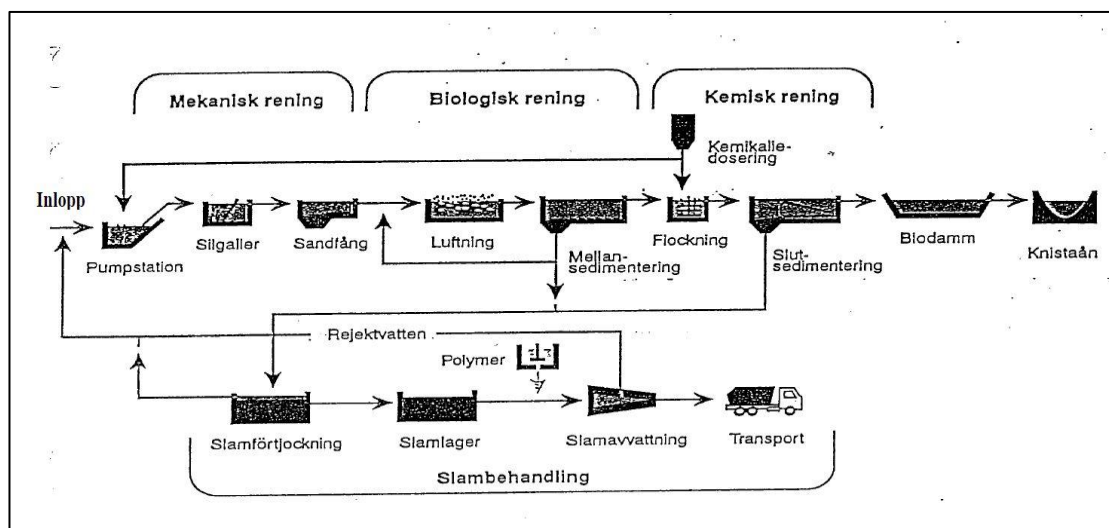 Mekanisk rening
Biologisk rening
Kemisk rening
Kemikalie-
dosering
Inlopp
Pumpstation
Silgaller
Sandfång
Luftning
Mellan-
sedimentering
Flockning
Slut-
sedimentering
Biodamm
Knistaån
Rejektvatten
Polymer
Slamförtjockning
Slamlager
Slamavvattning
Transport
Slambehandling